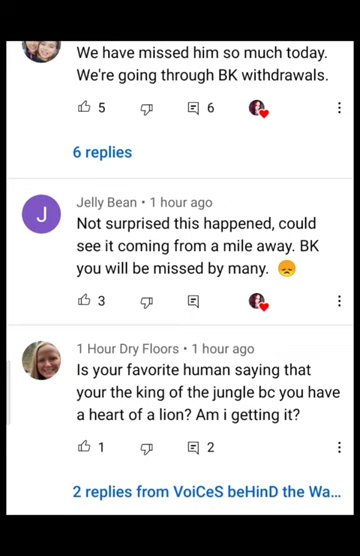 We have missed him so much today.
We're going through BK withdrawals.
5 6
6 replies
J
Jelly Bean • 1 hour ago
Not surprised this happened, could
see it coming from a mile away. BK
you will be missed by many. 😞
3
1 Hour Dry Floors • 1 hour ago
Is your favorite human saying that
your the king of the jungle bc you have
a heart of a lion? Am i getting it?
1 2
2 replies from VoiCeS beHinD the Wa...